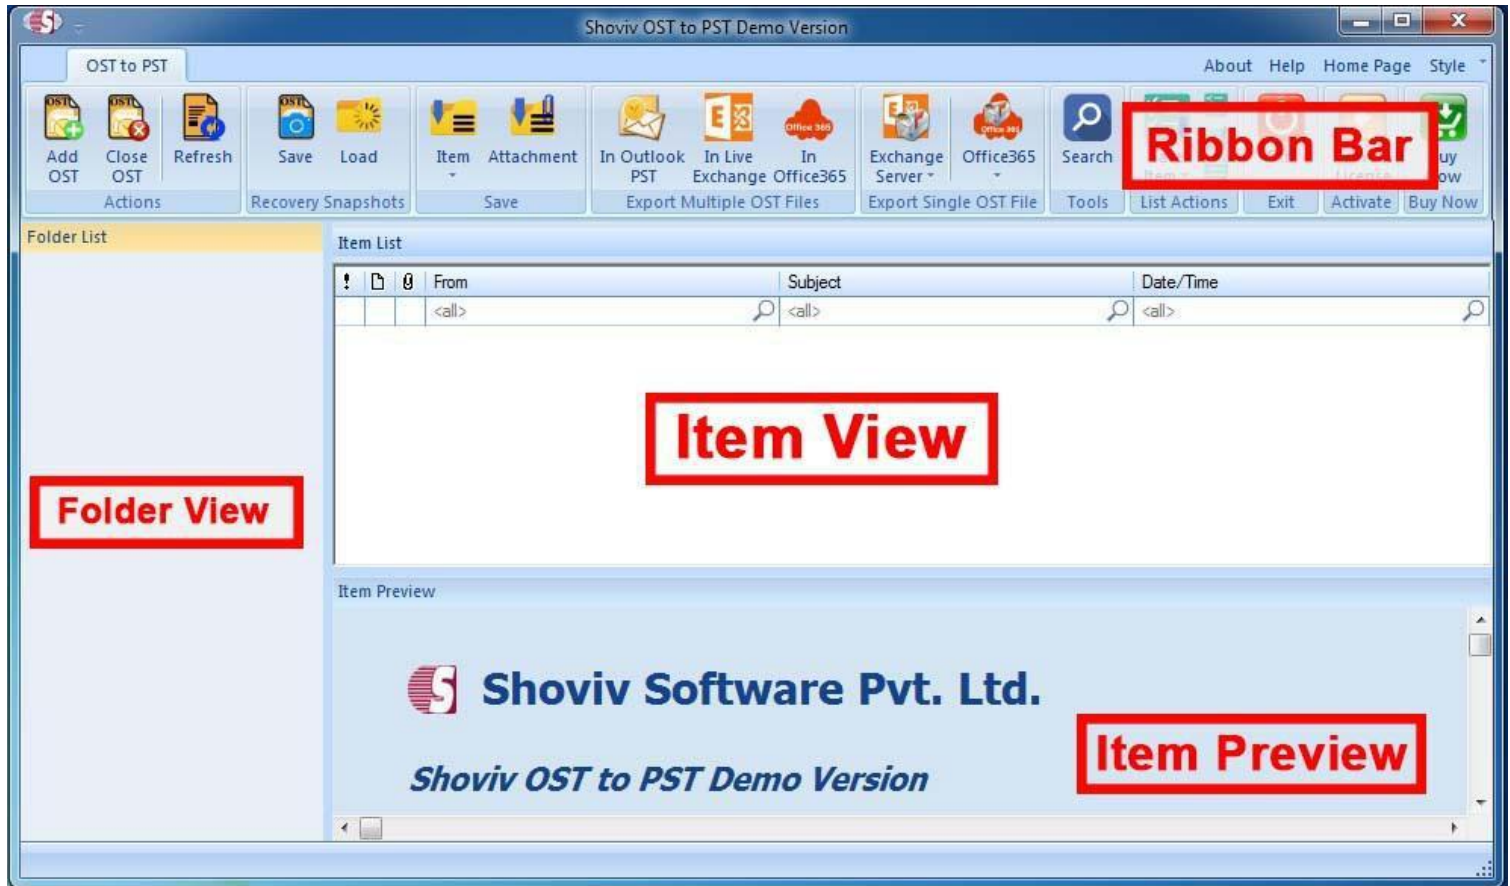 Shoviv OST to PST Demo Version
OST to PST
About Help Home Page Style
Add OST
Close OST
Refresh
Save
Load
Item
Attachment
In Outlook PST
In Live Exchange
In Office365
Exchange Server
Office365
Search
Ribbon Bar
Actions
Recovery Snapshots
Save
Export Multiple OST Files
Export Single OST File
Tools
List Actions
Exit
Activate
Buy Now
Folder List
Item List
From
Subject
Date/Time
<all>
<all>
<all>
Item View
Folder View
Item Preview
Shoviv Software Pvt. Ltd.
Item Preview
Shoviv OST to PST Demo Version